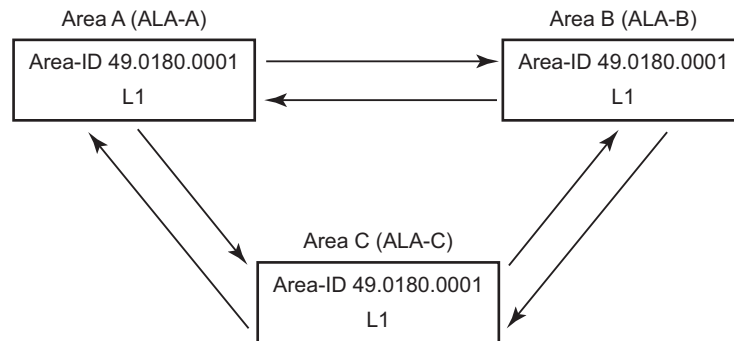 Area A (ALA-A)
Area-ID 49.0180.0001
L1
Area B (ALA-B)
Area-ID 49.0180.0001
L1
Area C (ALA-C)
Area-ID 49.0180.0001
L1